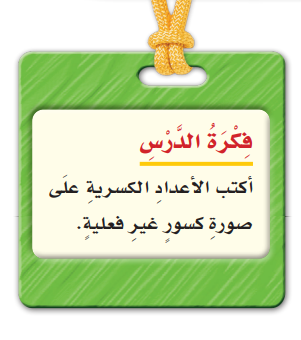 فِكْرَةُ الدَّرْسِ
أكتب الأعدادِ الكسريةِ علَى
صورةِ كسورٍ غيرِ فعليةٍ.